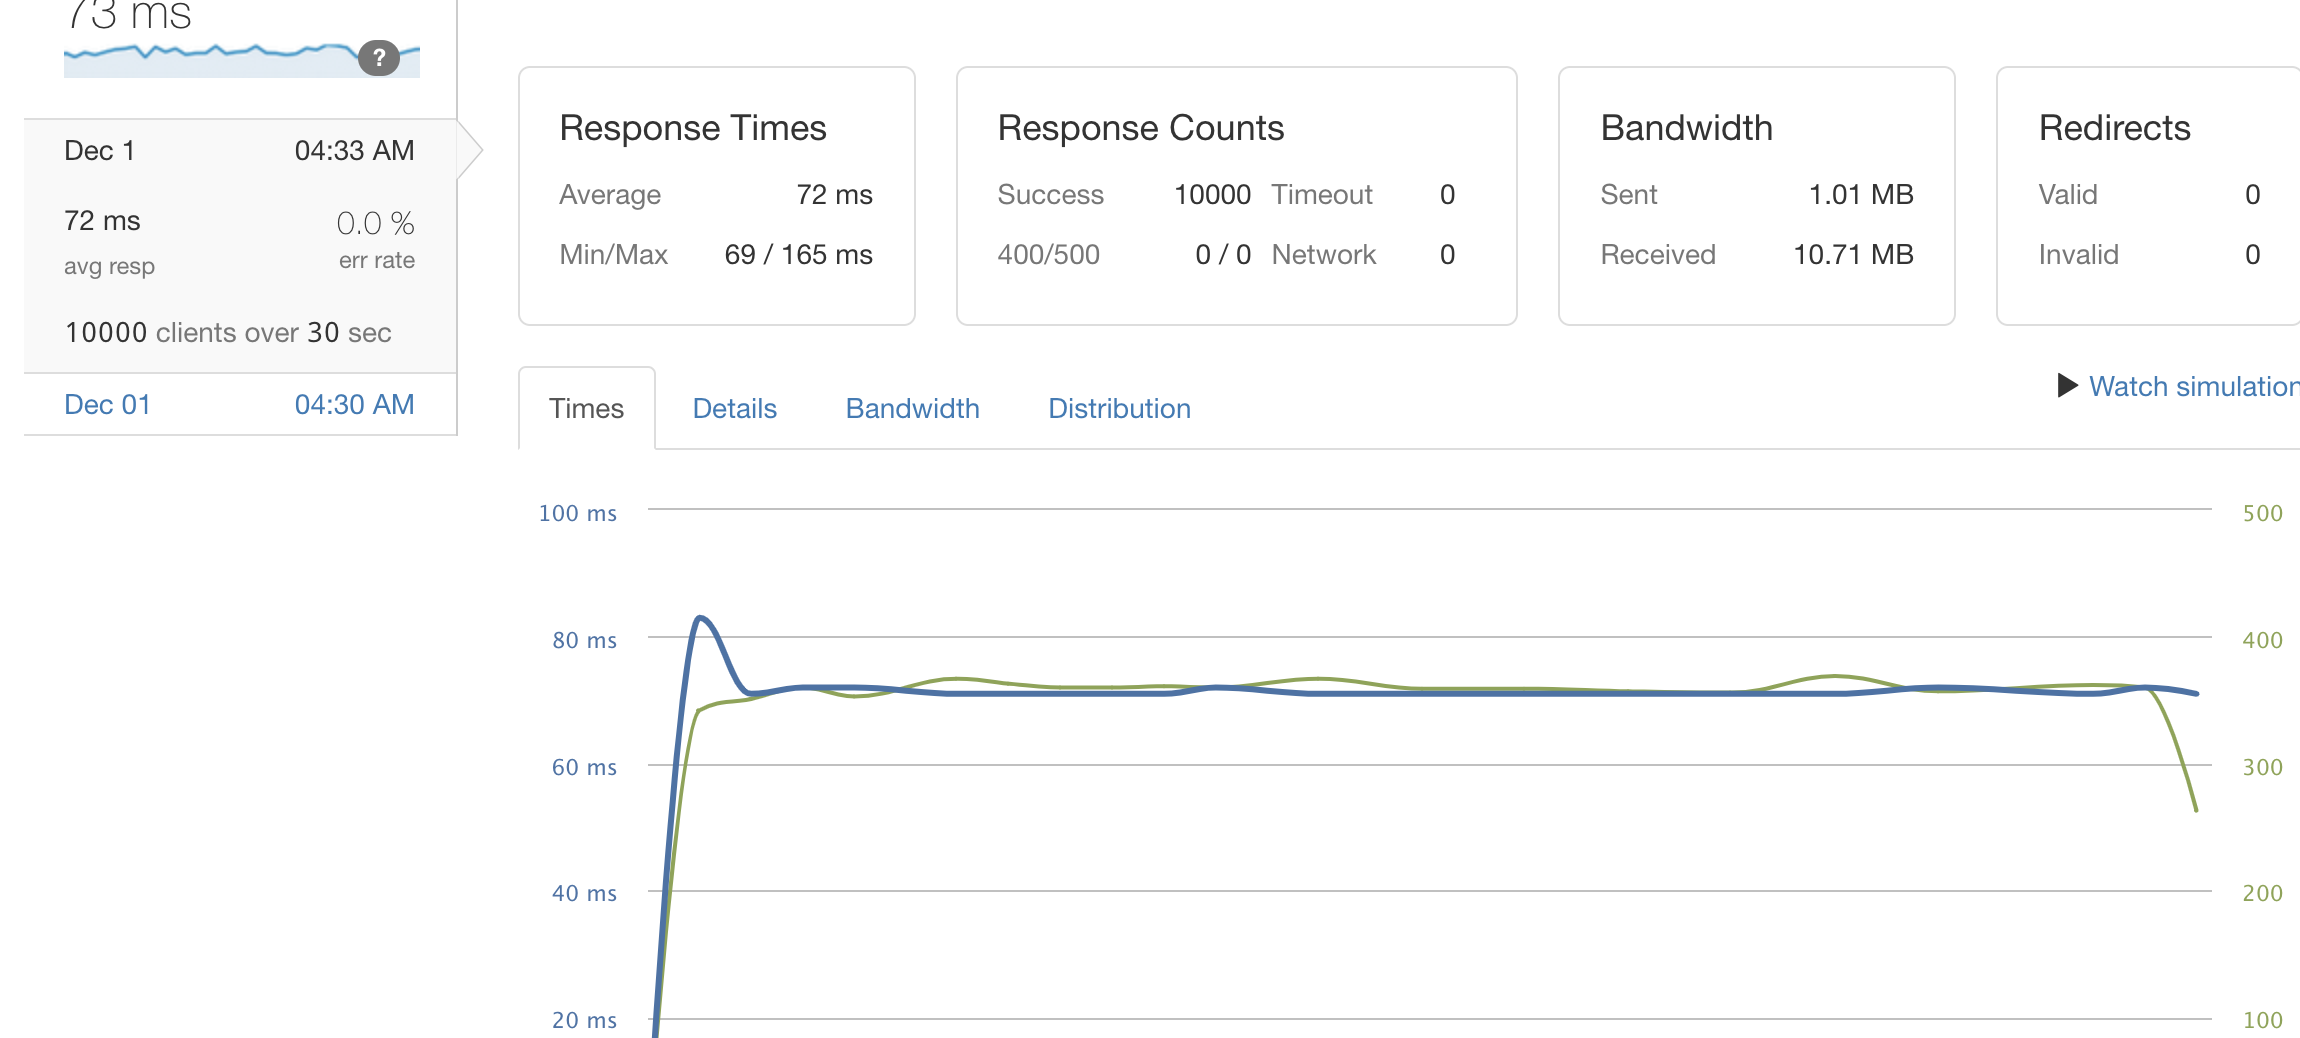 73 ms
?
Dec 1 04:33 AM
72 ms 0.0 %
avg resp err rate
10000 clients over 30 sec
Dec 01 04:30 AM
Response Times
Average 72 ms
Min/Max 69 / 165 ms
Response Counts
Success 10000 Timeout 0
400/500 0 / 0 Network 0
Bandwidth
Sent 1.01 MB
Received 10.71 MB
Redirects
Valid 0
Invalid 0
Times Details Bandwidth Distribution
Watch simulation
100 ms 500
80 ms 400
60 ms 300
40 ms 200
20 ms 100